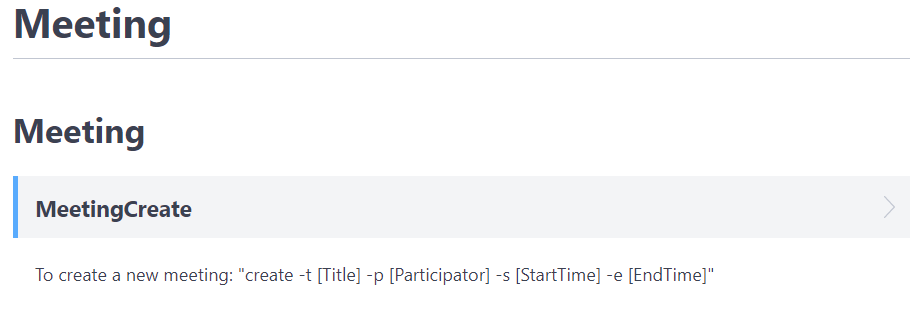 Meeting
Meeting
MeetingCreate
To create a new meeting: "create -t [Title] -p [Participator] -s [StartTime] -e [EndTime]"